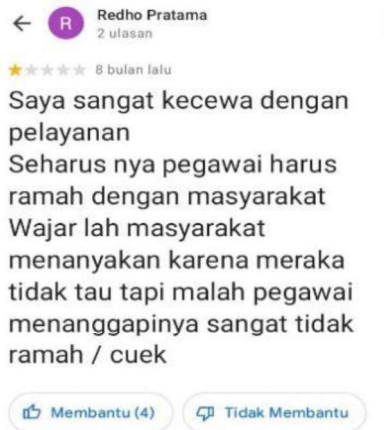 R
Redho Pratama
2 ulasan
8 bulan lalu
Saya sangat kecewa dengan
pelayanan
Seharus nya pegawai harus
ramah dengan masyarakat
Wajar lah masyarakat
menanyakan karena meraka
tidak tau tapi malah pegawai
menanggapinya sangat tidak
ramah / cuek
Membantu (4)
Tidak Membantu